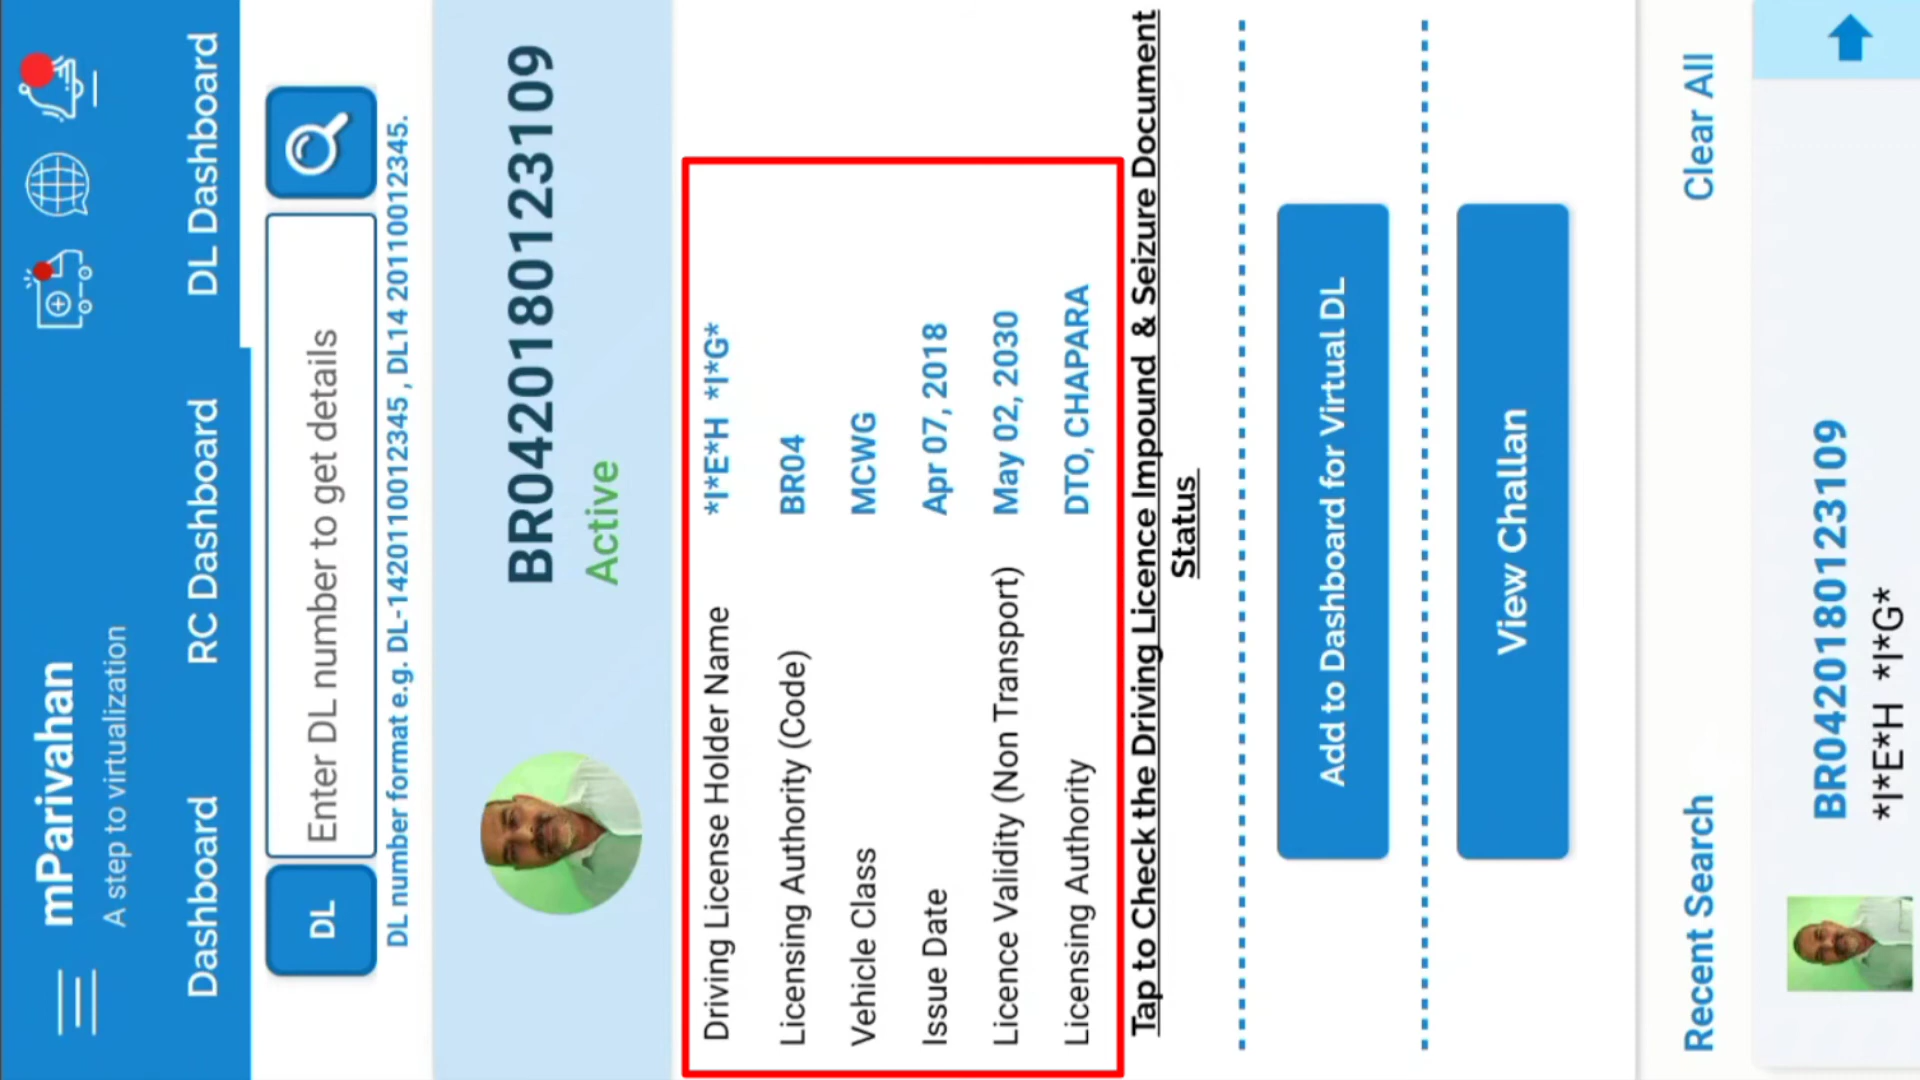 mParivahan
A step to virtualization
Dashboard RC Dashboard DL Dashboard
DL Enter DL number to get details
DL number format e.g. DL-1420110012345 , DL14 20110012345.
BR0420180123109
Active
Driving License Holder Name *I*E*H *I*G*
Licensing Authority (Code) BR04
Vehicle Class MCWG
Issue Date Apr 07, 2018
Licence Validity (Non Transport) May 02, 2030
Licensing Authority DTO, CHAPARA
Tap to Check the Driving Licence Impound & Seizure Document
Status
Add to Dashboard for Virtual DL
View Challan
Recent Search Clear All
BR0420180123109
*I*E*H *I*G*